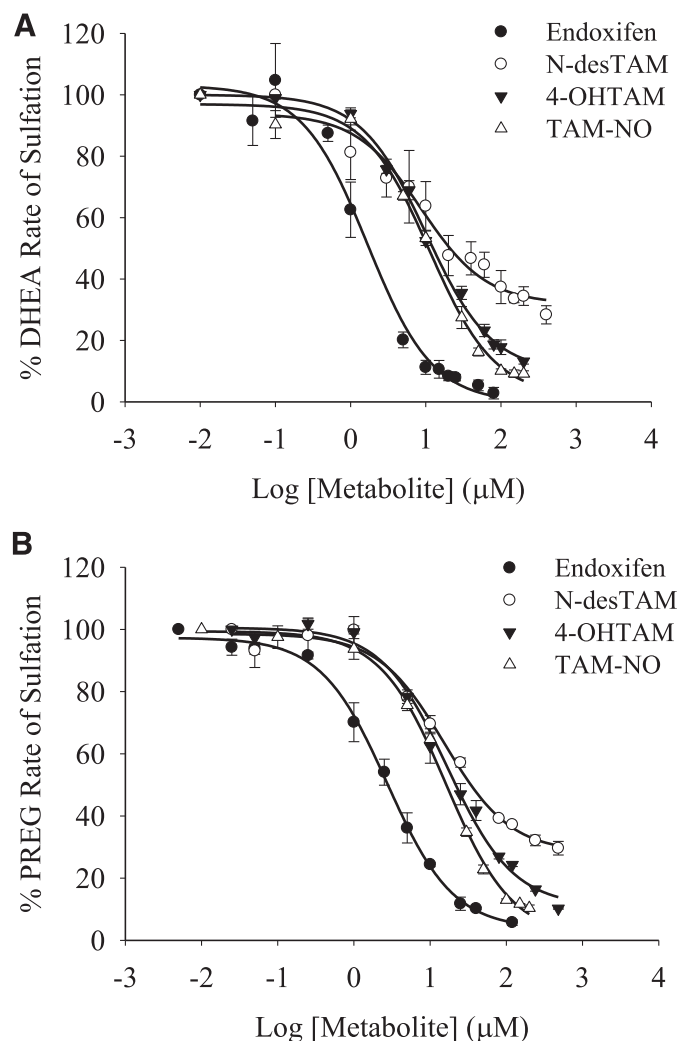 A
% DHEA Rate of Sulfation
120
100
80
60
40
20
0
-3 -2 -1 0 1 2 3 4
Log [Metabolite] (µM)
Endoxifen
N-desTAM
4-OHTAM
TAM-NO
B
% PREG Rate of Sulfation
120
100
80
60
40
20
0
-3 -2 -1 0 1 2 3 4
Log [Metabolite] (µM)
Endoxifen
N-desTAM
4-OHTAM
TAM-NO